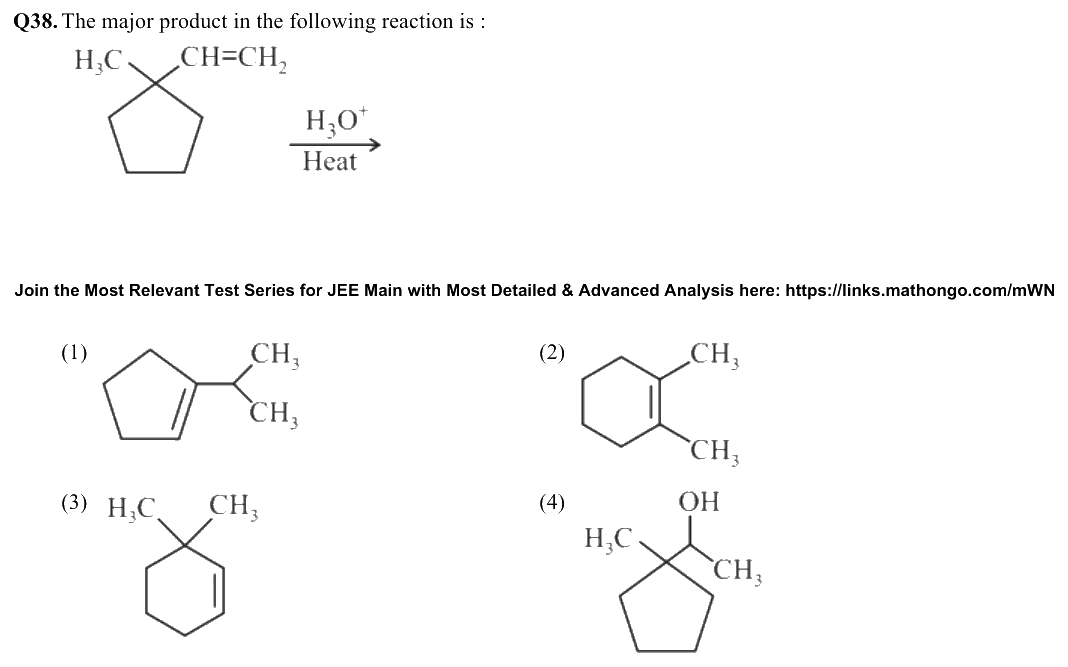 Q38. The major product in the following reaction is :
H₃C CH=CH₂
H₃O⁺
Heat
Join the Most Relevant Test Series for JEE Main with Most Detailed & Advanced Analysis here: https://links.mathongo.com/mWN
(1) CH₃
CH₃
(2) CH₃
CH₃
(3) H₃C CH₃
(4) OH
H₃C
CH₃